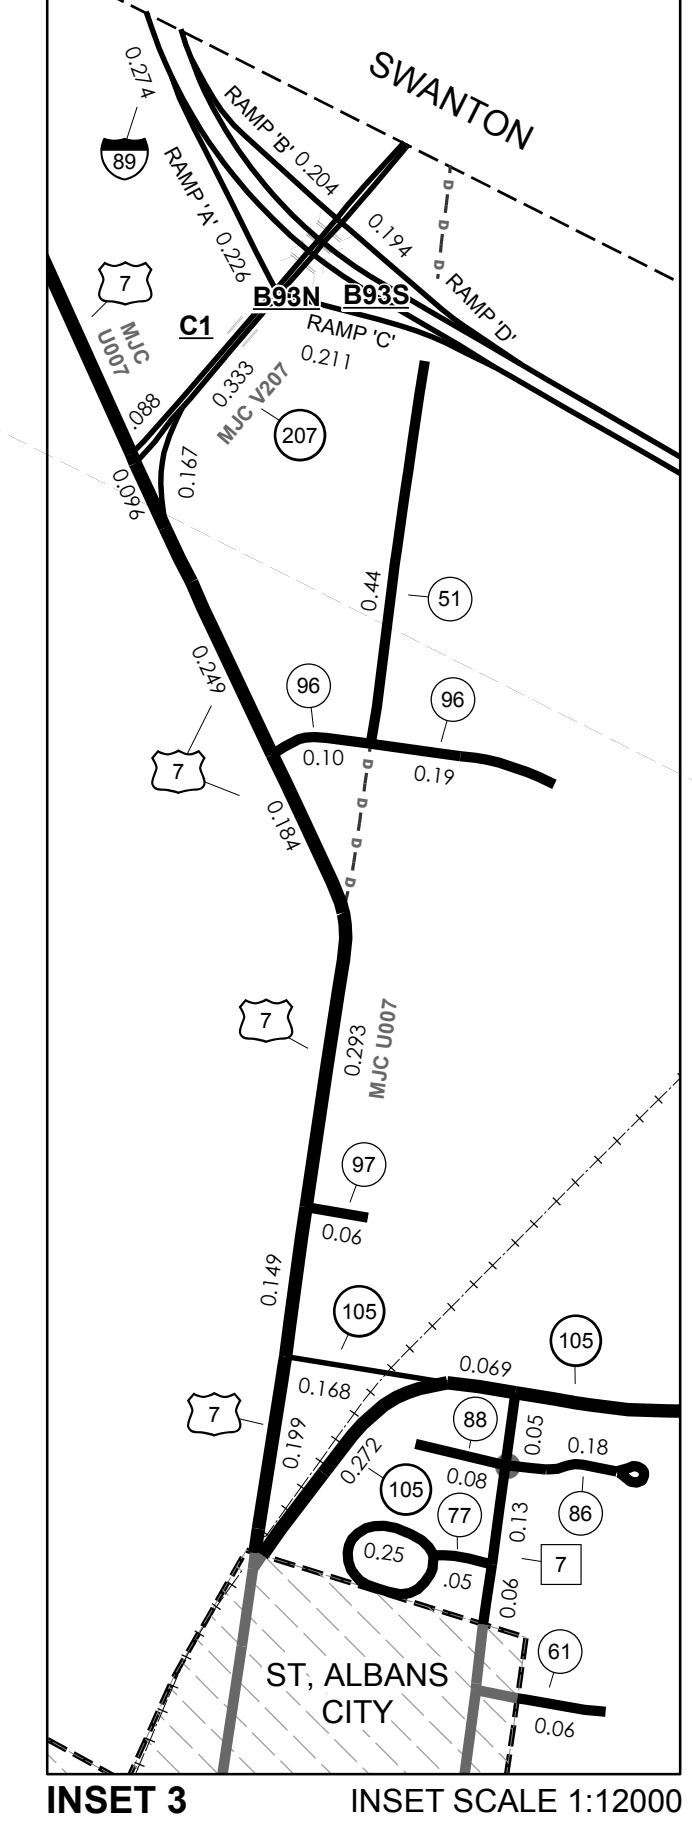 SWANTON
0.274
RAMP 'B' 0.204
89
RAMP 'A' 0.226
0.194
D
D
D
D
7
B93N
B93S
RAMP 'D'
C1
RAMP 'C'
0.211
MJC
U007
0.333
MJC V207
.088
207
0.167
0.096
0.44
51
0.249
96
96
0.10
0.19
7
D
D
D
D
0.184
7
0.293
MJC U007
97
0.06
0.149
105
105
0.069
0.168
7
0.199
88
0.05
0.18
0.272
0.08
105
86
77
0.13
0.25
.05
7
0.06
61
ST, ALBANS
CITY
0.06
INSET 3
INSET SCALE 1:12000